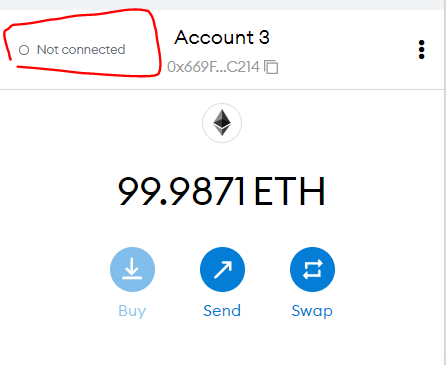 Not connected
Account 3
0x669F...C214
99.9871 ETH
Buy
Send
Swap